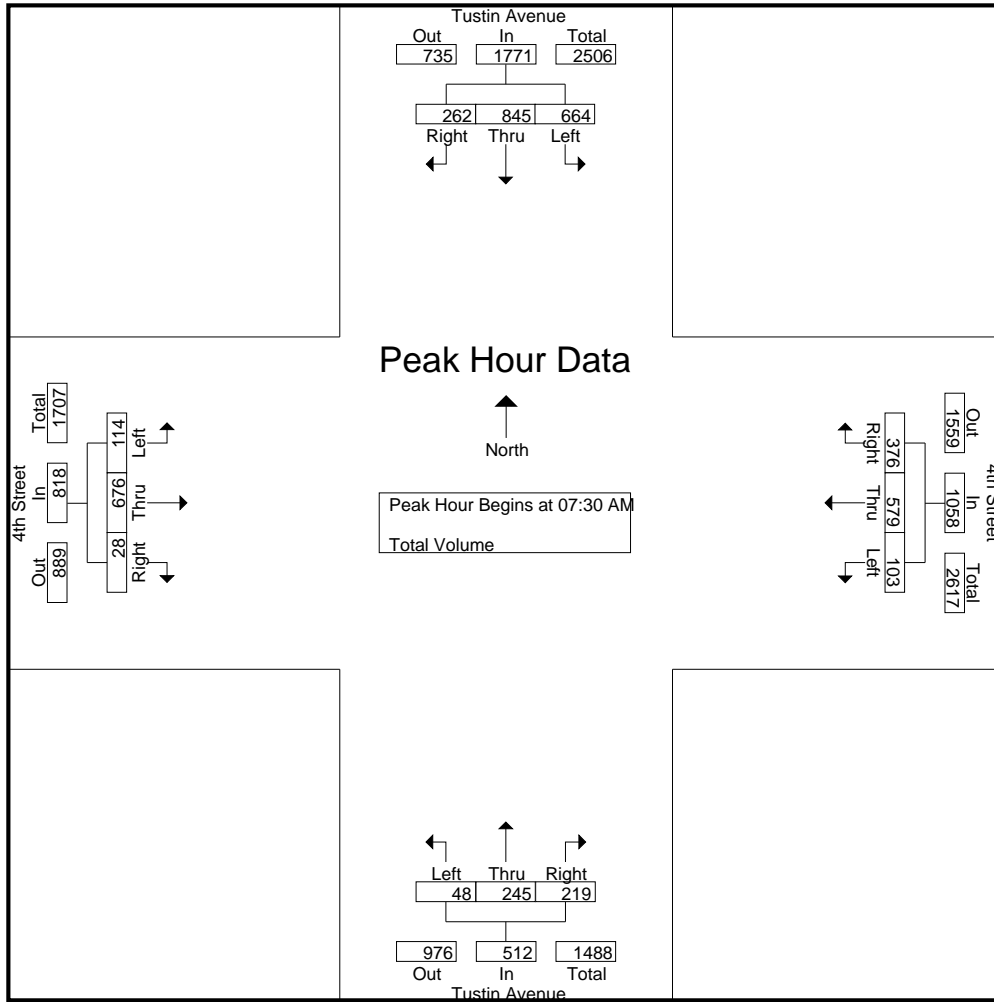 Tustin Avenue
Out In Total
735 1771 2506
262 845 664
Right Thru Left
Peak Hour Data
North
Peak Hour Begins at 07:30 AM
Total Volume
4th Street
Total In Out
1707 818 889
114 676 28
Left Thru Right
4th Street
Out In Total
1559 1058 2617
376 579 103
Right Thru Left
Left Thru Right
48 245 219
976 512 1488
Out In Total
Tustin Avenue